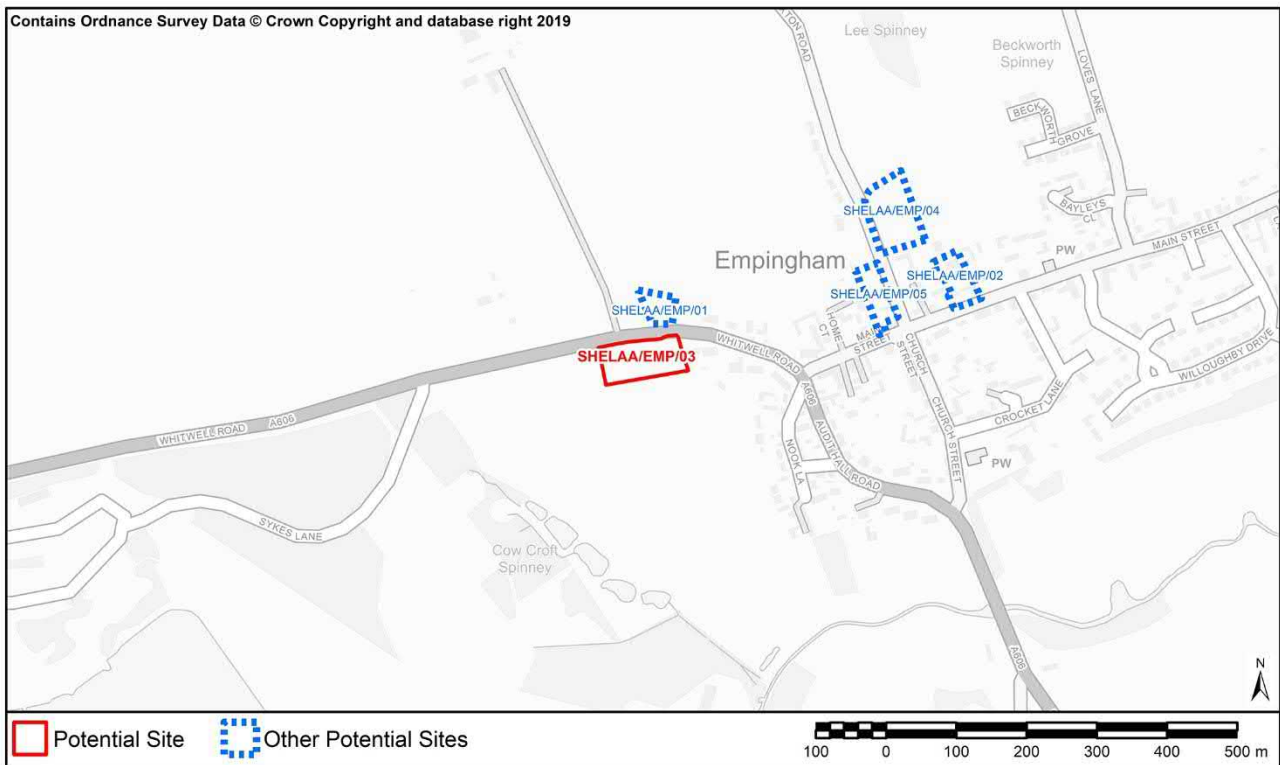 Contains Ordnance Survey Data © Crown Copyright and database right 2019
XTON ROAD
Lee Spinney
Beckworth
Spinney
LOVES LANE
BECKWORTH
GROVE
SHELAA/EMP/04
BAYLEYS
CL
PW
MAIN STREET
Empingham
SHELAA/EMP/02
SHELAA/EMP/05
SHELAA/EMP/01
HOME
CT
MAIN
STREET
WHITWELL ROAD
SHELAA/EMP/03
CHURCH
STREET
WILLOUGHBY DRIVE
A606
CROCKET LANE
CHURCH STREET
WHITWELL ROAD
A606
NOOK LA
AUDIT HALL ROAD
PW
SYKES LANE
Cow Croft
Spinney
A606
N
Potential Site
Other Potential Sites
100 0 100 200 300 400 500 m